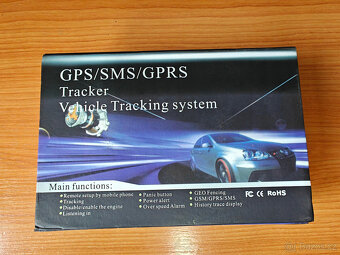 GPS/SMS/GPRS
Tracker
Vehicle Tracking system
Main functions:
• Remote setup by mobile phone
• Tracking
• Disable/enable the engine
• Listening in
• Panic button
• Power alert
• Over speed Alarm
• GEO Fencing
• GSM/GPRS/SMS
• History trace display
FC CE RoHS